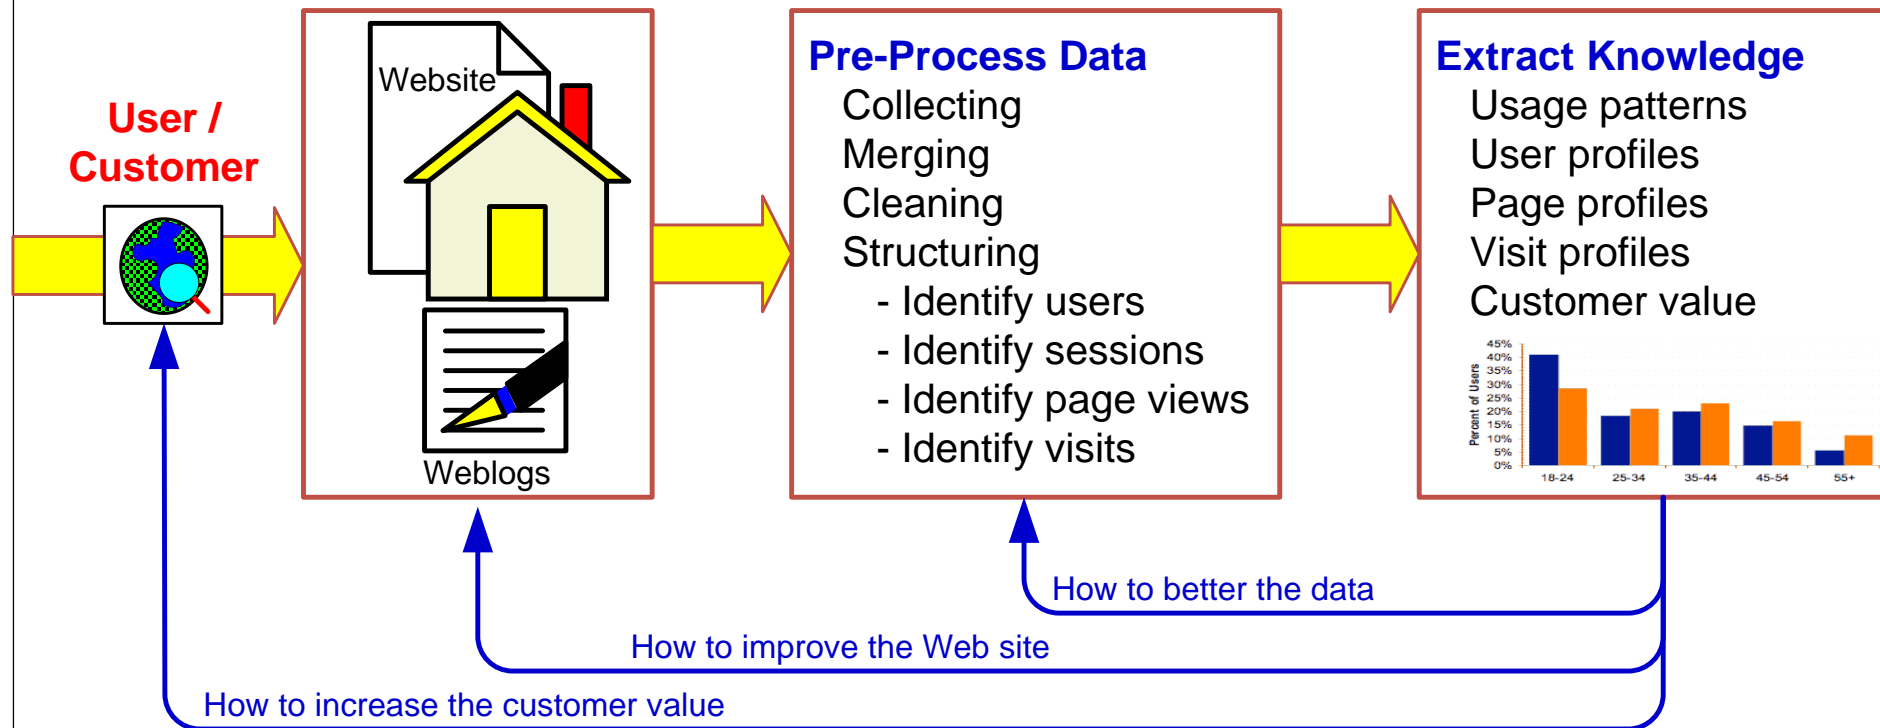 User /
Customer
Website
Weblogs
Pre-Process Data
Collecting
Merging
Cleaning
Structuring
- Identify users
- Identify sessions
- Identify page views
- Identify visits
Extract Knowledge
Usage patterns
User profiles
Page profiles
Visit profiles
Customer value
Percent of Users
45%
40%
35%
30%
25%
20%
15%
10%
5%
0%
18-24 25-34 35-44 45-54 55+
How to better the data
How to improve the Web site
How to increase the customer value